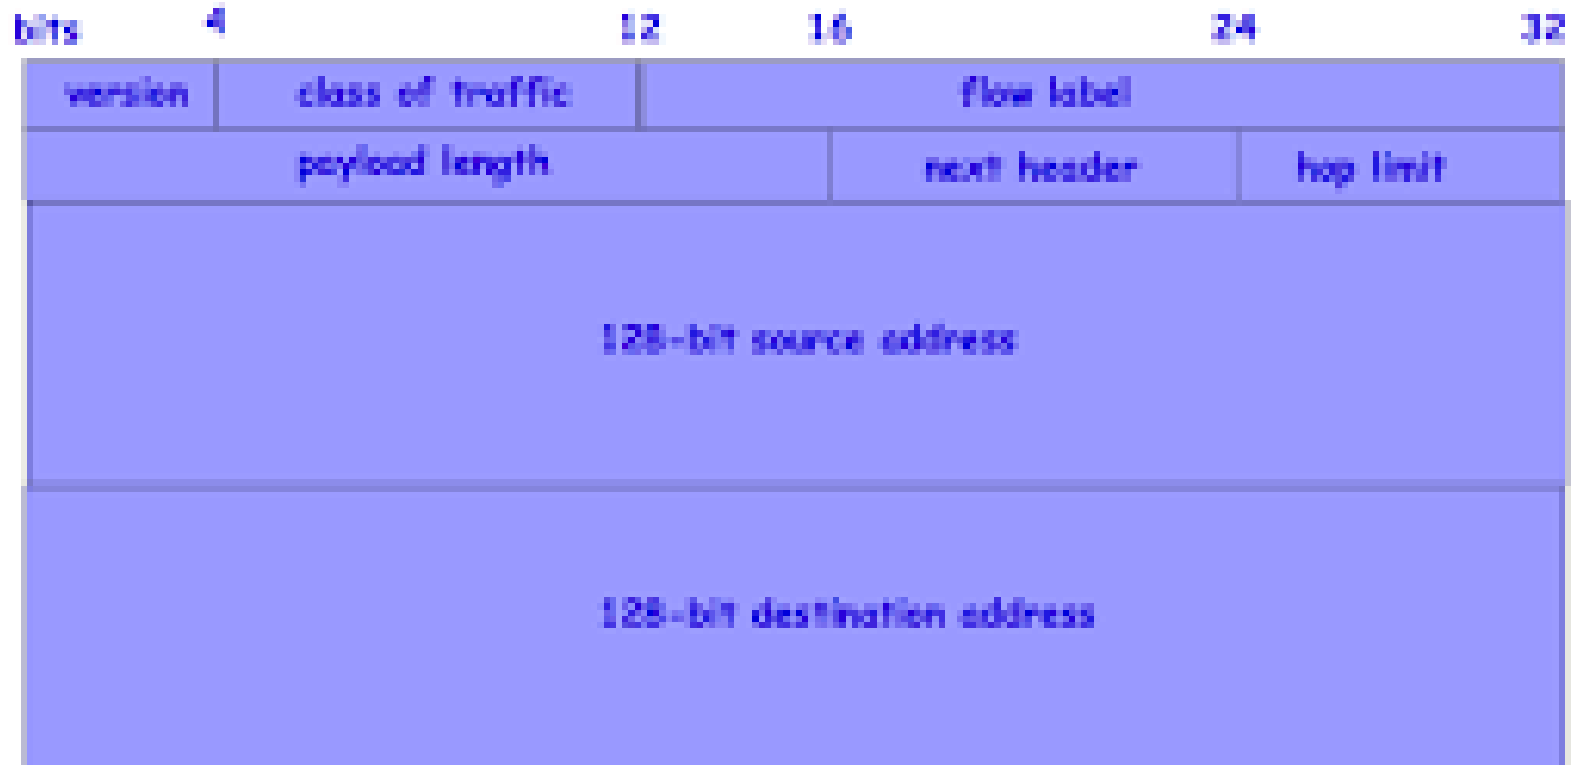 bits 4 12 16 24 32
version class of traffic flow label
payload length next header hop limit
128-bit source address
128-bit destination address